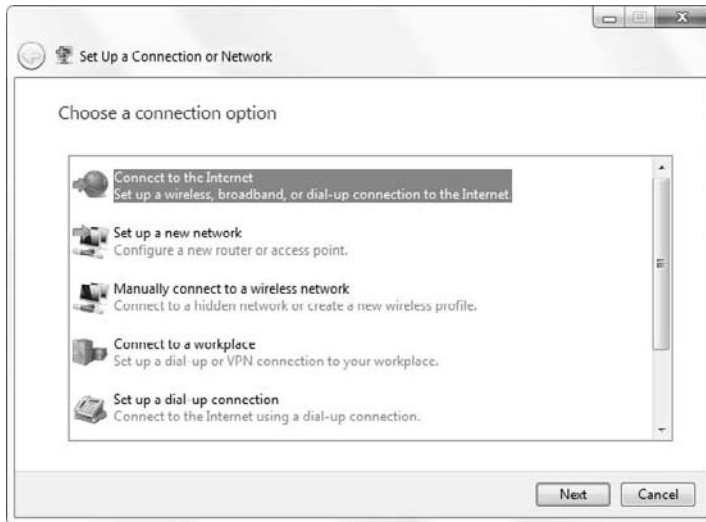 Set Up a Connection or Network
Choose a connection option
Connect to the Internet
Set up a wireless, broadband, or dial-up connection to the Internet.
Set up a new network
Configure a new router or access point.
Manually connect to a wireless network
Connect to a hidden network or create a new wireless profile.
Connect to a workplace
Set up a dial-up or VPN connection to your workplace.
Set up a dial-up connection
Connect to the Internet using a dial-up connection.
Next Cancel